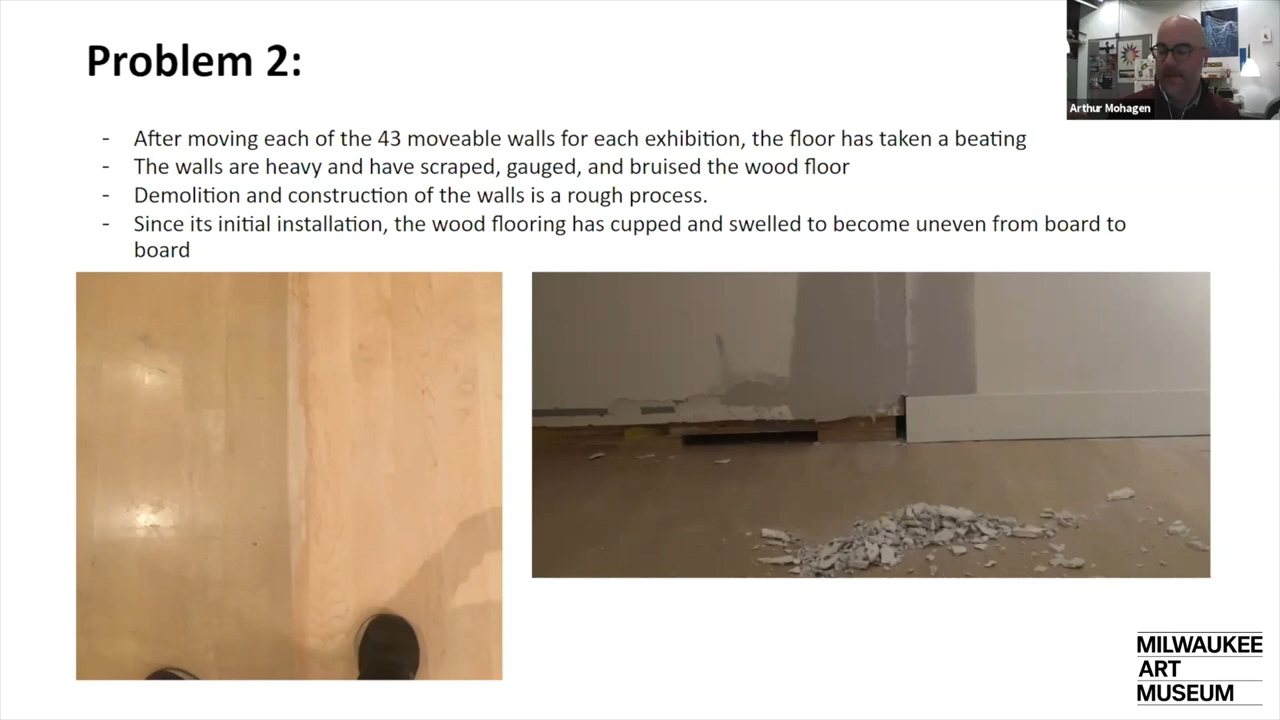 Problem 2:
Arthur Mohagen
- After moving each of the 43 moveable walls for each exhibition, the floor has taken a beating
- The walls are heavy and have scraped, gauged, and bruised the wood floor
- Demolition and construction of the walls is a rough process.
- Since its initial installation, the wood flooring has cupped and swelled to become uneven from board to
board
MILWAUKEE
ART
MUSEUM